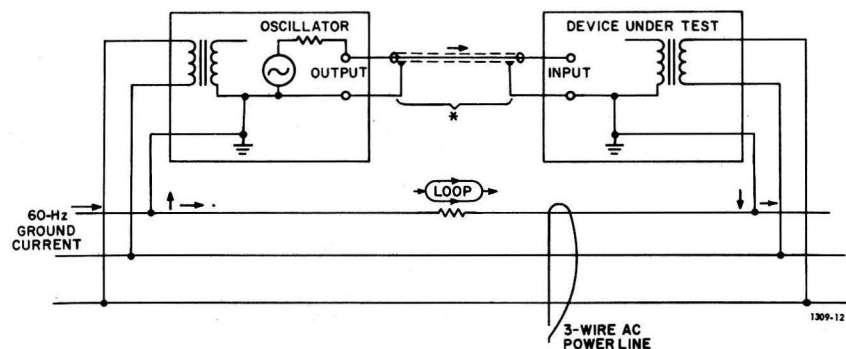 OSCILLATOR
OUTPUT
DEVICE UNDER TEST
INPUT
*
LOOP
60-Hz
GROUND
CURRENT
1309-12
3-WIRE AC
POWER LINE